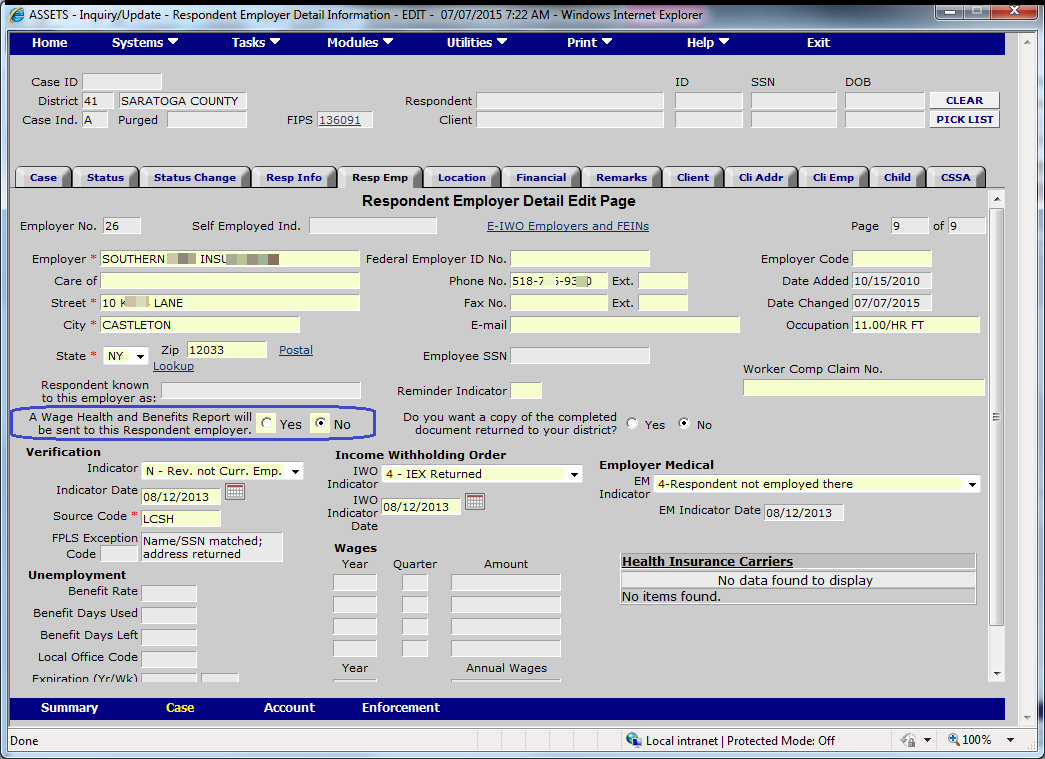 ASSETS - Inquiry/Update - Respondent Employer Detail Information - EDIT - 07/07/2015 7:22 AM - Windows Internet Explorer
Home Systems Tasks Modules Utilities Print Help Exit
Case ID ID SSN DOB
District 41 SARATOGA COUNTY Respondent CLEAR
Case Ind. A Purged FIPS 136091 Client PICK LIST
Case Status Status Change Resp Info Resp Emp Location Financial Remarks Client Cli Addr Cli Emp Child CSSA
Respondent Employer Detail Edit Page
Employer No. 26 Self Employed Ind. E-IWO Employers and FEINs Page 9 of 9
Employer * SOUTHERN INSU Federal Employer ID No. Employer Code
Care of Phone No. 518-7 Ext. Date Added 10/15/2010
Street * 10 LANE Fax No. Ext. Date Changed 07/07/2015
City * CASTLETON E-mail Occupation 11.00/HR FT
State * NY Zip 12033 Postal Lookup Employee SSN
Worker Comp Claim No.
Respondent known to this employer as: Reminder Indicator
A Wage Health and Benefits Report will be sent to this Respondent employer. Yes No
Do you want a copy of the completed document returned to your district? Yes No
Verification
Indicator N - Rev. not Curr. Emp.
Indicator Date 08/12/2013
Source Code * LCSH
FPLS Exception Code Name/SSN matched; address returned
Income Withholding Order
IWO Indicator 4 - IEX Returned
IWO Indicator Date 08/12/2013
Employer Medical
EM Indicator 4-Respondent not employed there
EM Indicator Date 08/12/2013
Unemployment
Benefit Rate
Benefit Days Used
Benefit Days Left
Local Office Code
Expiration (Yr/Wk)
Wages
Year Quarter Amount
Year Annual Wages
Health Insurance Carriers
No data found to display
No items found.
Summary Case Account Enforcement
Done Local intranet | Protected Mode: Off 100%